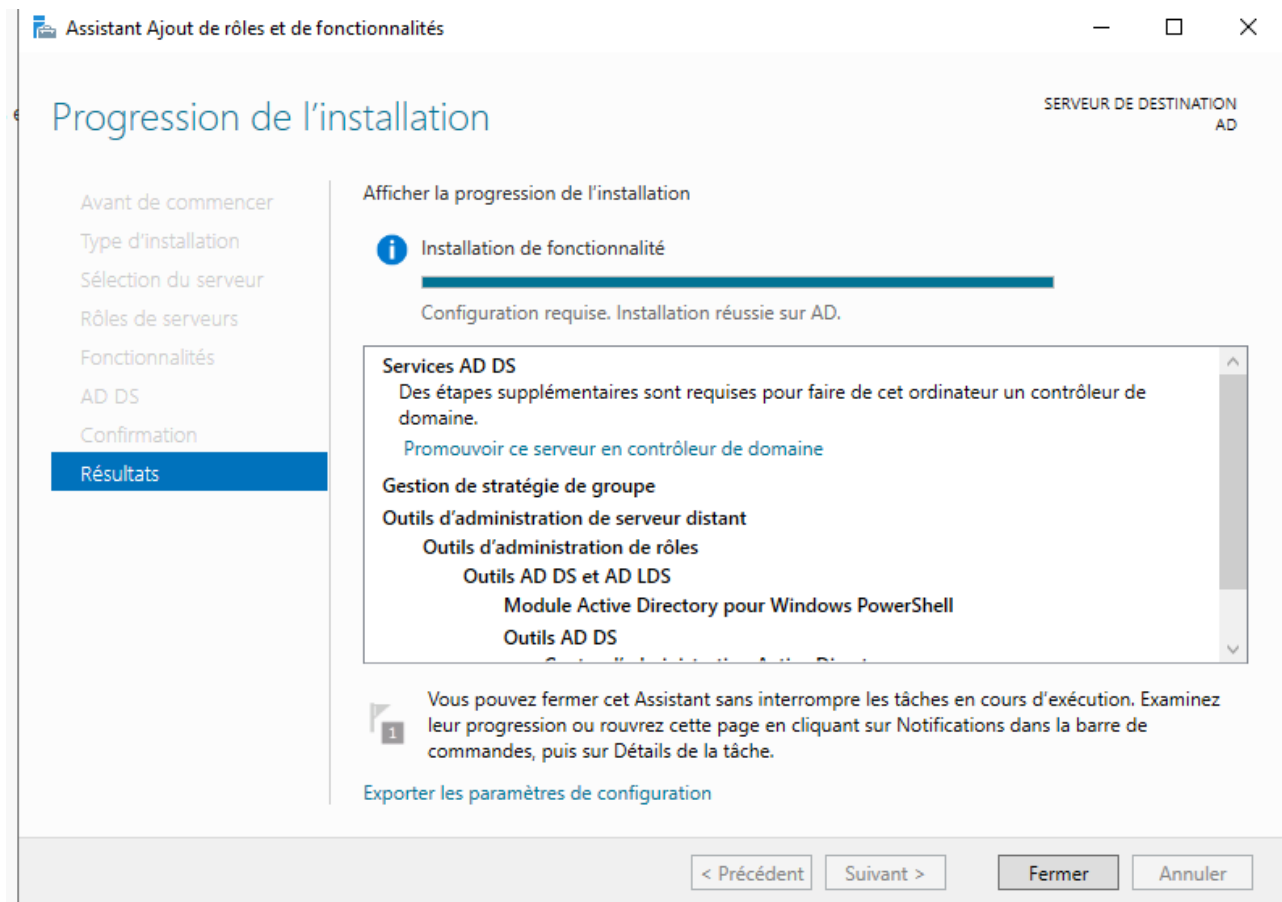 Assistant Ajout de rôles et de fonctionnalités
Progression de l'installation
SERVEUR DE DESTINATION
AD
Avant de commencer
Type d'installation
Sélection du serveur
Rôles de serveurs
Fonctionnalités
AD DS
Confirmation
Résultats
Afficher la progression de l'installation
Installation de fonctionnalité
Configuration requise. Installation réussie sur AD.
Services AD DS
Des étapes supplémentaires sont requises pour faire de cet ordinateur un contrôleur de
domaine.
Promouvoir ce serveur en contrôleur de domaine
Gestion de stratégie de groupe
Outils d'administration de serveur distant
Outils d'administration de rôles
Outils AD DS et AD LDS
Module Active Directory pour Windows PowerShell
Outils AD DS
1
Vous pouvez fermer cet Assistant sans interrompre les tâches en cours d'exécution. Examinez
leur progression ou rouvrez cette page en cliquant sur Notifications dans la barre de
commandes, puis sur Détails de la tâche.
Exporter les paramètres de configuration
< Précédent
Suivant >
Fermer
Annuler